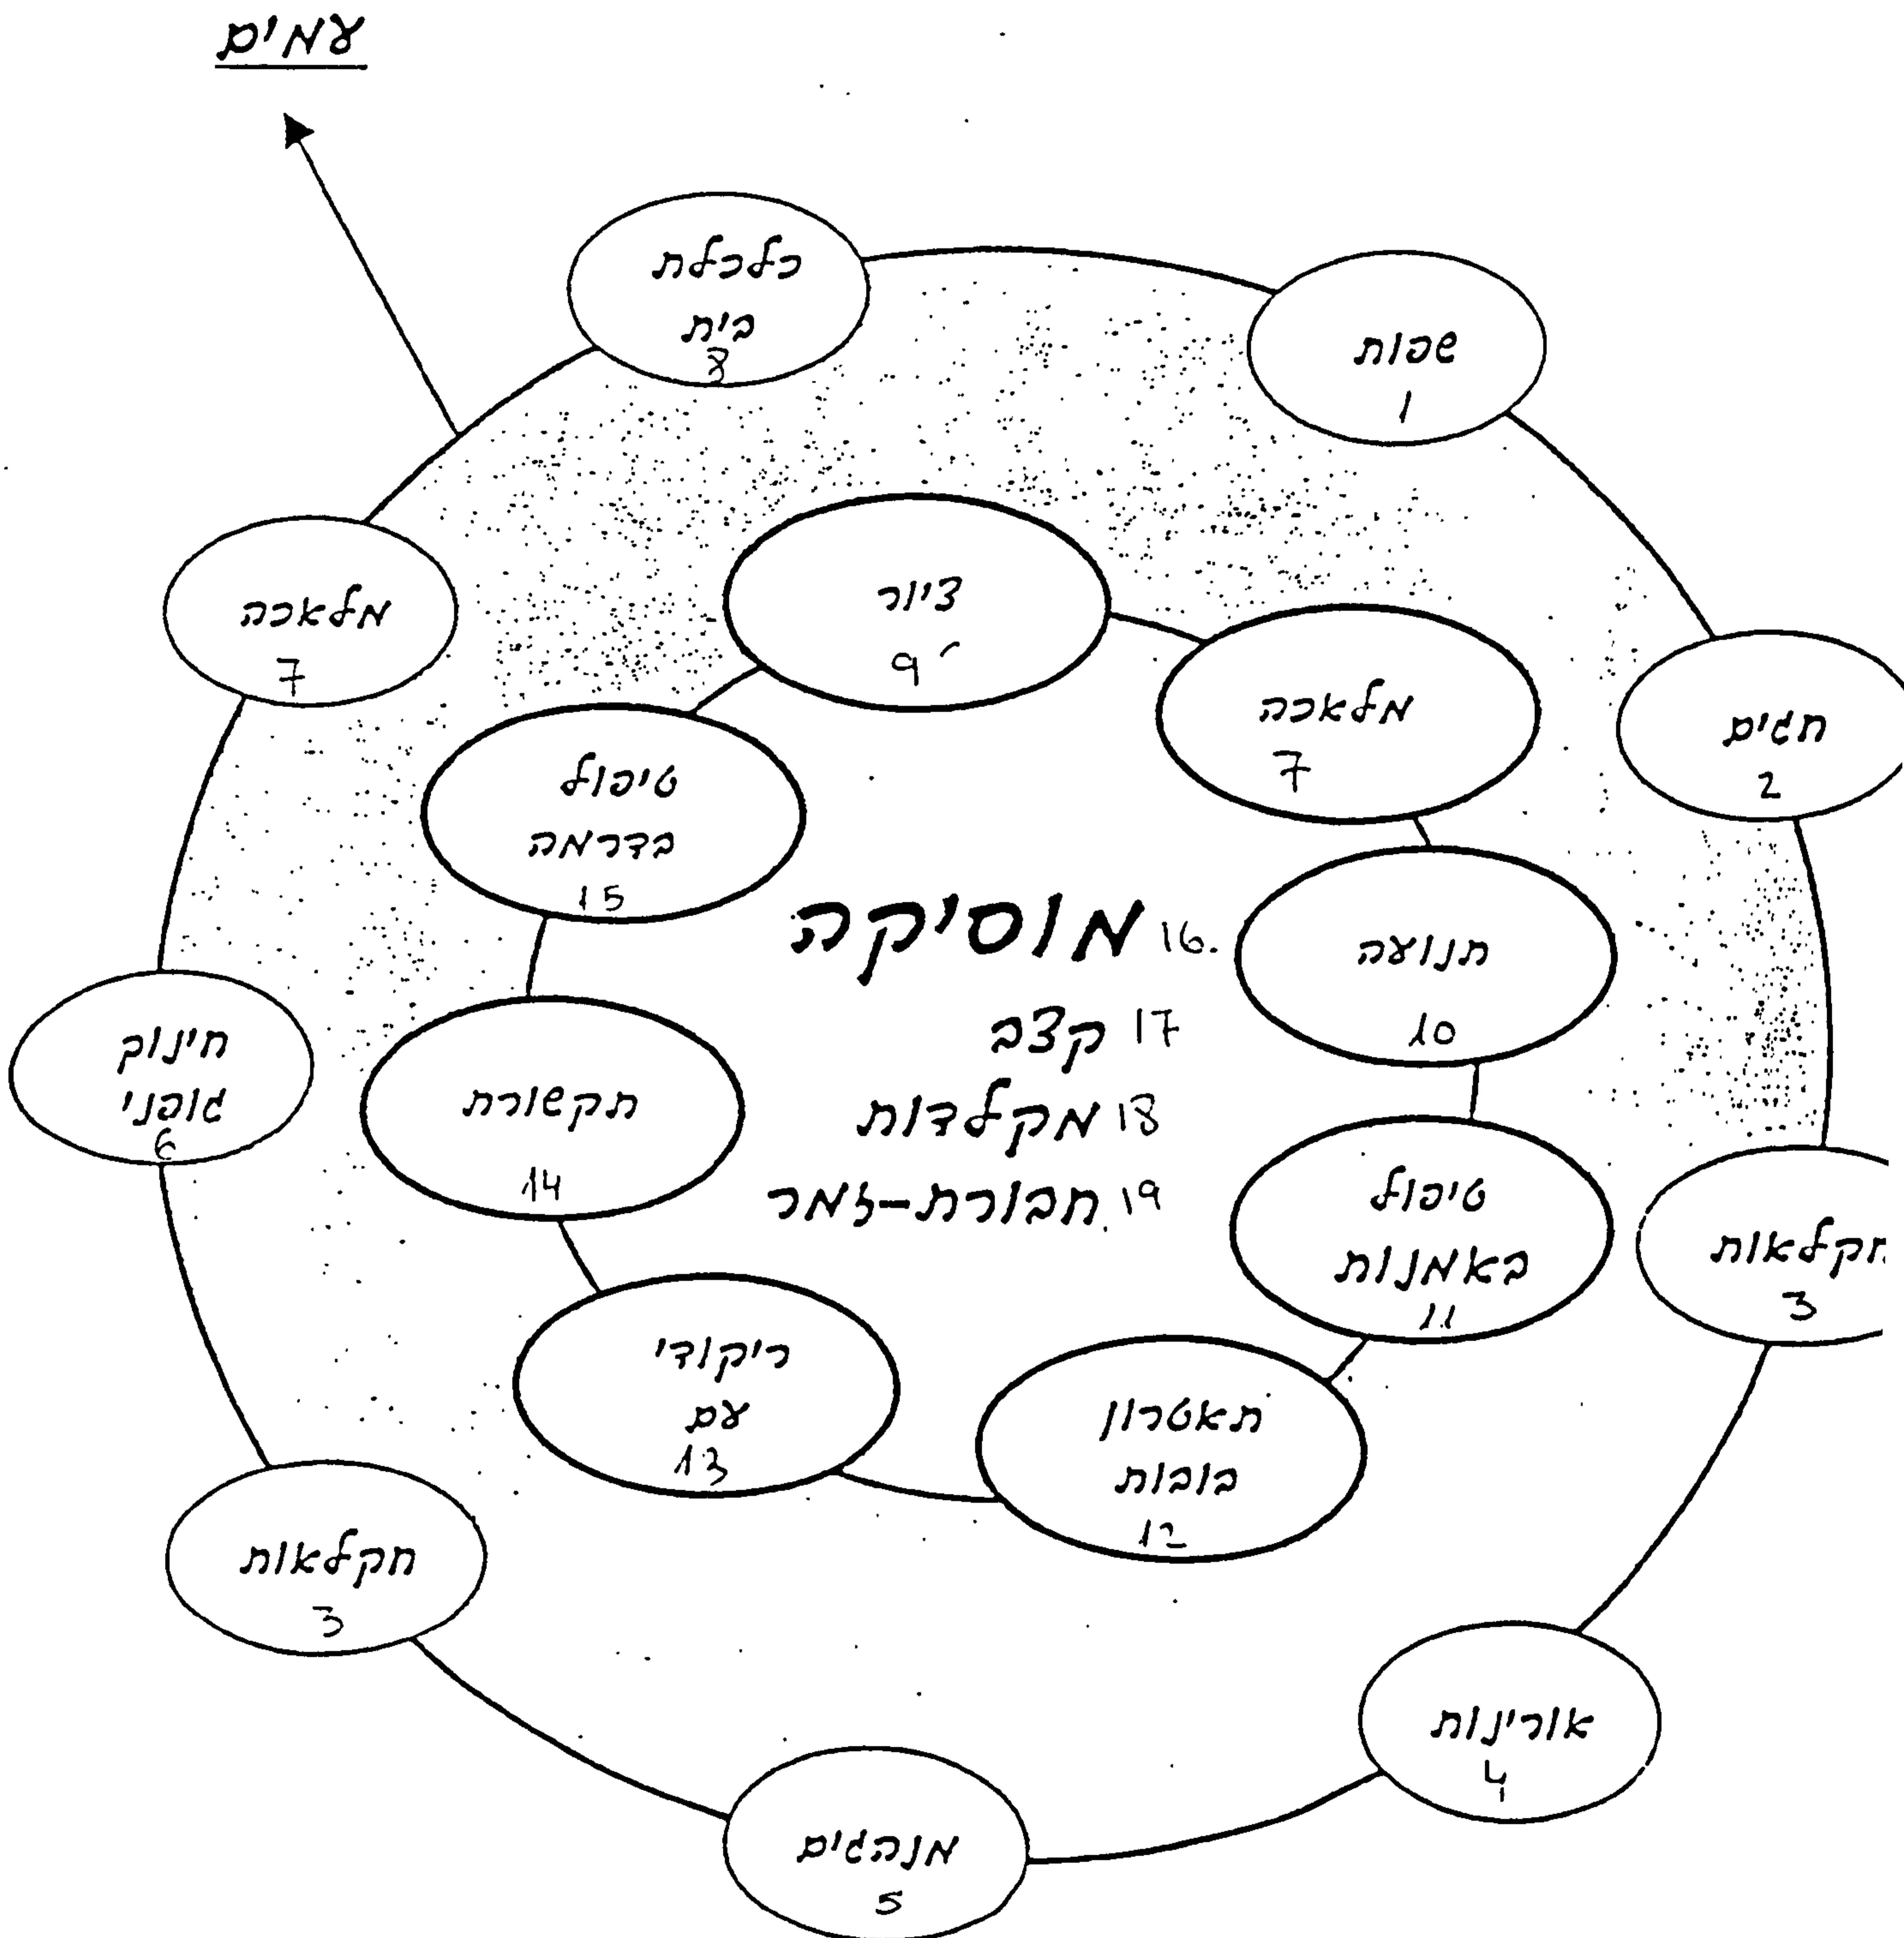 עמים
כלכלת
בית
8
שפות
1
מלאכה
7
ציור
9
מלאכה
7
חגים
2
טיפול
בדרמה
15
מוסיקה 16.
קצב 17
מקלדות 18
חבורת-זמר 19
תנועה
10
חינוך
גופני
6
תקשורת
14
טיפול
באמנות
11
חקלאות
3
ריקודי
עם
13
תאטרון
בובות
12
חקלאות
3
אוריינות
4
מנהגים
5